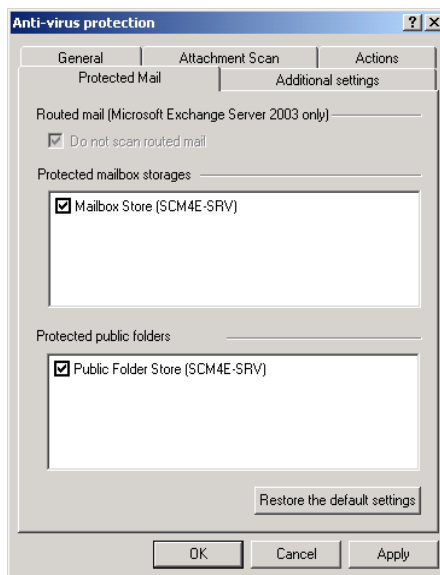 Anti-virus protection
General
Attachment Scan
Actions
Protected Mail
Additional settings
Routed mail (Microsoft Exchange Server 2003 only)
Do not scan routed mail
Protected mailbox storages
Mailbox Store (SCM4E-SRV)
Protected public folders
Public Folder Store (SCM4E-SRV)
Restore the default settings
OK
Cancel
Apply